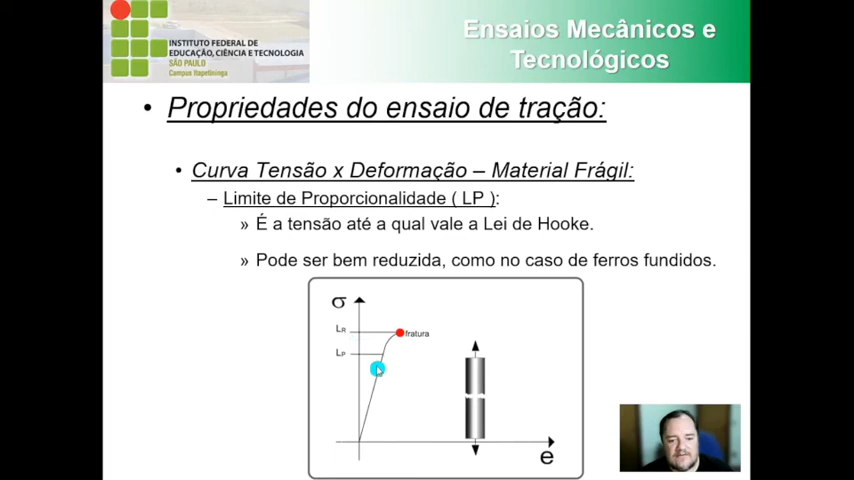 INSTITUTO FEDERAL DE
EDUCAÇÃO, CIÊNCIA E TECNOLOGIA
SÃO PAULO
Campus Itapetininga
Ensaios Mecânicos e
Tecnológicos
• Propriedades do ensaio de tração:
• Curva Tensão x Deformação – Material Frágil:
– Limite de Proporcionalidade ( LP ):
» É a tensão até a qual vale a Lei de Hooke.
» Pode ser bem reduzida, como no caso de ferros fundidos.
σ
LR
fratura
LP
e